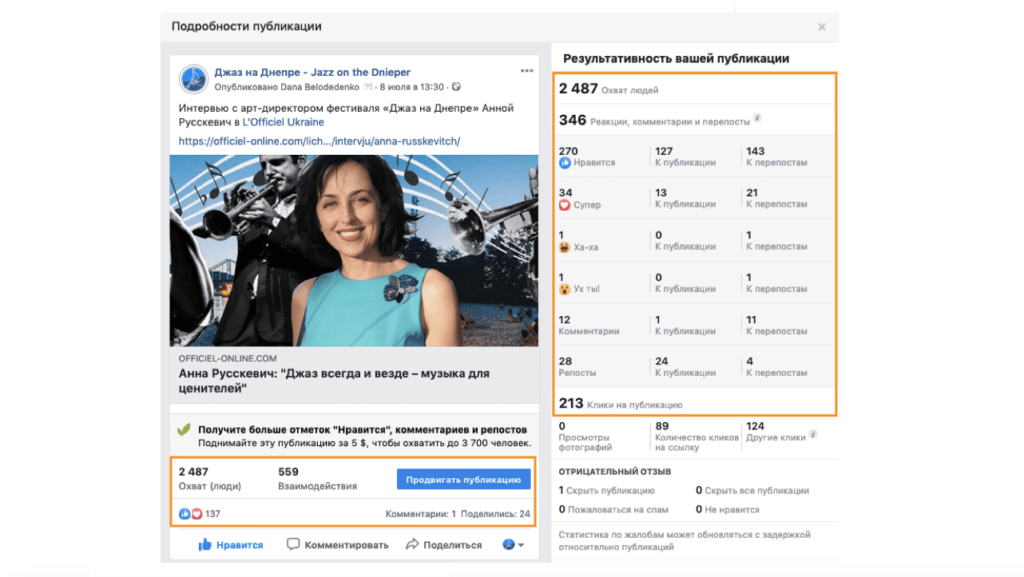 Подробности публикации
×
Джаз на Днепре - Jazz on the Dnieper
Опубликовано Dana Belodedenko [?] · 8 июля в 13:30 ·
Интервью с арт-директором фестиваля «Джаз на Днепре» Анной
Русскевич в L'Officiel Ukraine
https://officiel-online.com/lich.../intervju/anna-russkevitch/
OFFICIEL-ONLINE.COM
Анна Русскевич: "Джаз всегда и везде – музыка для
ценителей"
Получите больше отметок "Нравится", комментариев и репостов
Поднимайте эту публикацию за 5 $, чтобы охватить до 3 700 человек.
2 487 559
Охват (люди) Взаимодействия Продвигать публикацию
137 Комментарии: 1 Поделились: 24
Нравится Комментировать Поделиться
Результативность вашей публикации
2 487 Охват людей
346 Реакции, комментарии и перепосты i
270 127 143
Нравится К публикации К перепостам
34 13 21
Супер К публикации К перепостам
1 0 1
Ха-ха К публикации К перепостам
1 0 1
Ух ты! К публикации К перепостам
12 1 11
Комментарии К публикации К перепостам
28 24 4
Репосты К публикации К перепостам
213 Клики на публикацию
0 89 124
Просмотры Количество кликов Другие клики i
фотографий на ссылку
ОТРИЦАТЕЛЬНЫЙ ОТЗЫВ
1 Скрыть публикацию 0 Скрыть все публикации
0 Пожаловаться на спам 0 Не нравится
Статистика по жалобам может обновляться с задержкой
относительно публикаций